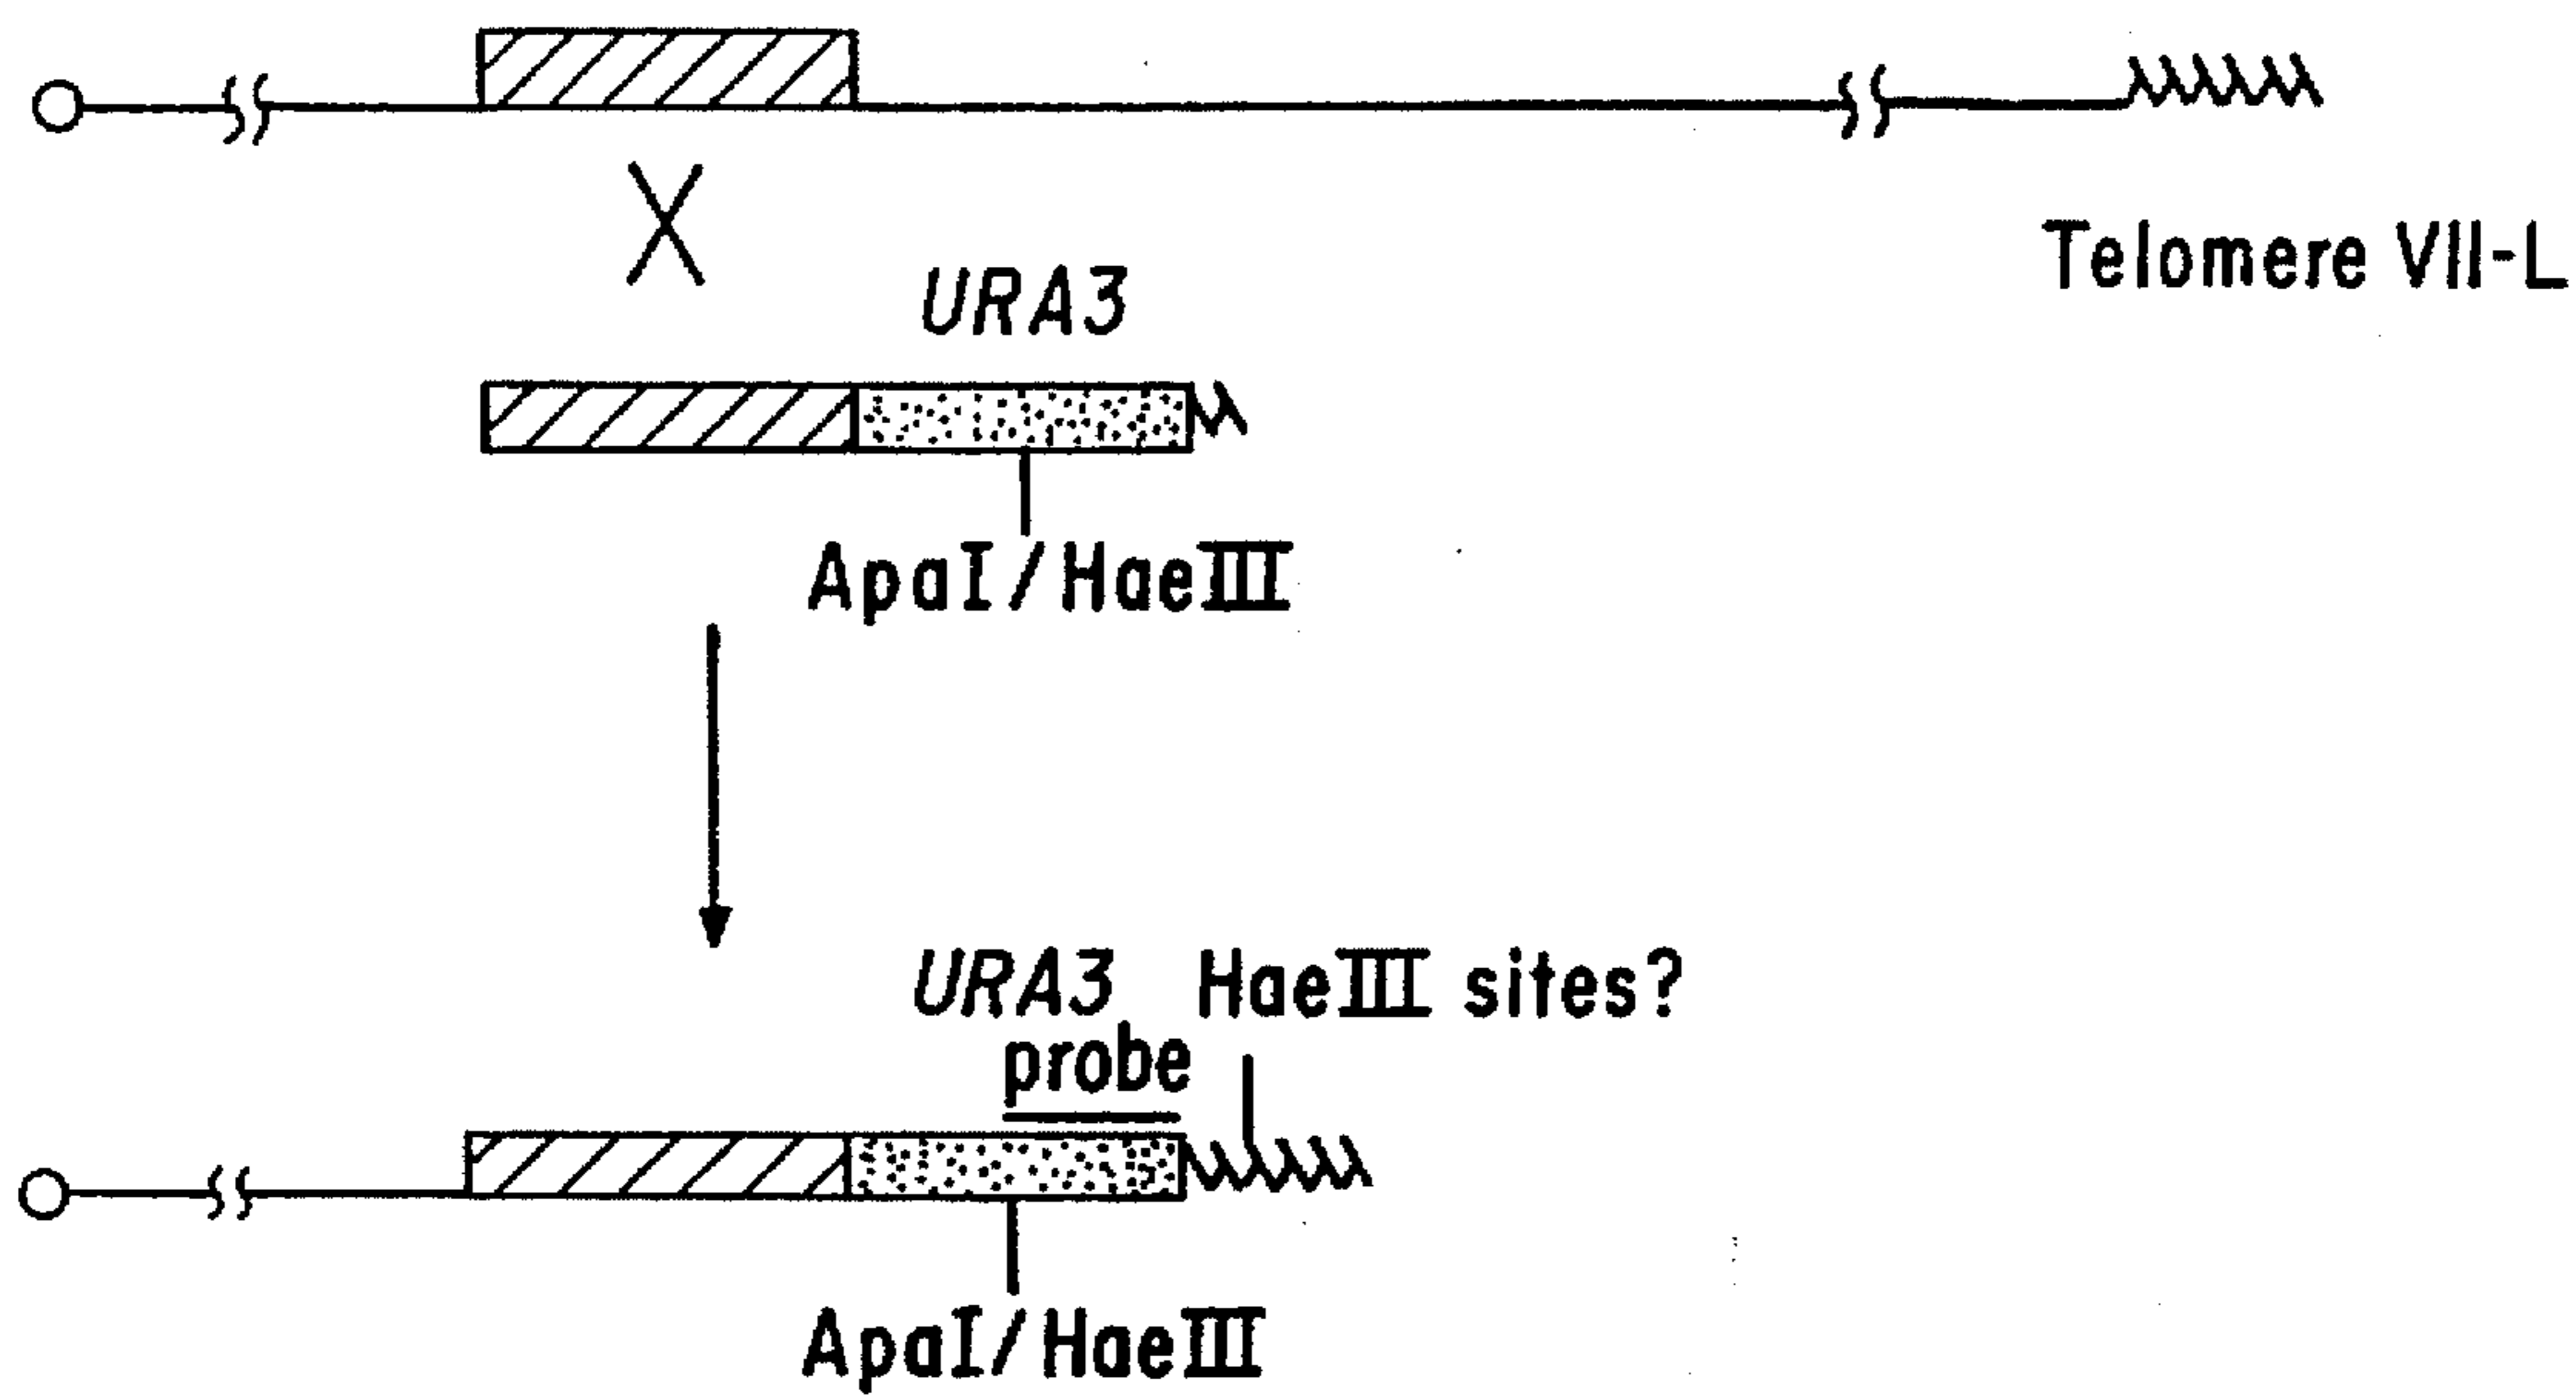 Telomere VII-L
URA3
ApaI/HaeIII
URA3 HaeIII sites?
probe
ApaI/HaeIII